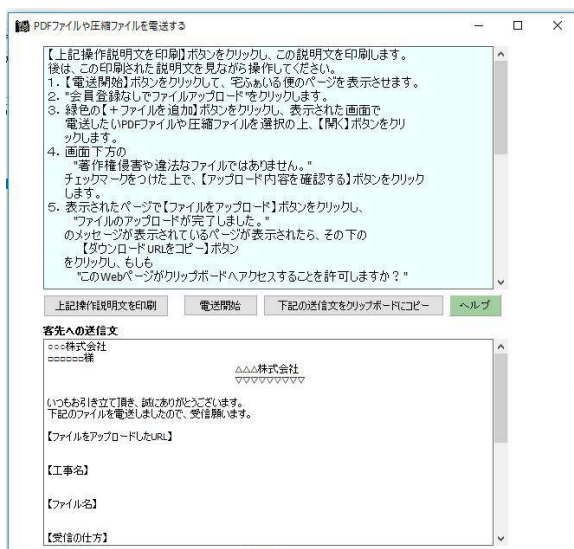 PDFファイルや圧縮ファイルを電送する
【上記操作説明文を印刷】ボタンをクリックし、この説明文を印刷します。
後は、この印刷された説明文を見ながら操作してください。
1. 【電送開始】ボタンをクリックして、宅ふぁいる便のページを表示させます。
2. "会員登録なしでファイルアップロード"をクリックします。
3. 緑色の【+ファイルを追加】ボタンをクリックし、表示された画面で
電送したいPDFファイルや圧縮ファイルを選択の上、【開く】ボタンをクリ
ックします。
4. 画面下方の
"著作権侵害や違法なファイルではありません。"
チェックマークをつけた上で、【アップロード内容を確認する】ボタンをクリック
します。
5. 表示されたページで【ファイルをアップロード】ボタンをクリックし、
"ファイルのアップロードが完了しました。"
のメッセージが表示されているページが表示されたら、その下の
【ダウンロードURLをコピー】ボタン
をクリックし、もしも
"このWebページがクリップボードへアクセスすることを許可しますか？"
上記操作説明文を印刷 電送開始 下記の送信文をクリップボードにコピー ヘルプ
客先への送信文
○○○株式会社
○○○○○○様
△△△株式会社
▽▽▽▽▽▽▽▽▽
いつもお引き立て頂き、誠にありがとうございます。
下記のファイルを電送しましたので、受信願います。
【ファイルをアップロードしたURL】
【工事名】
【ファイル名】
【受信の仕方】